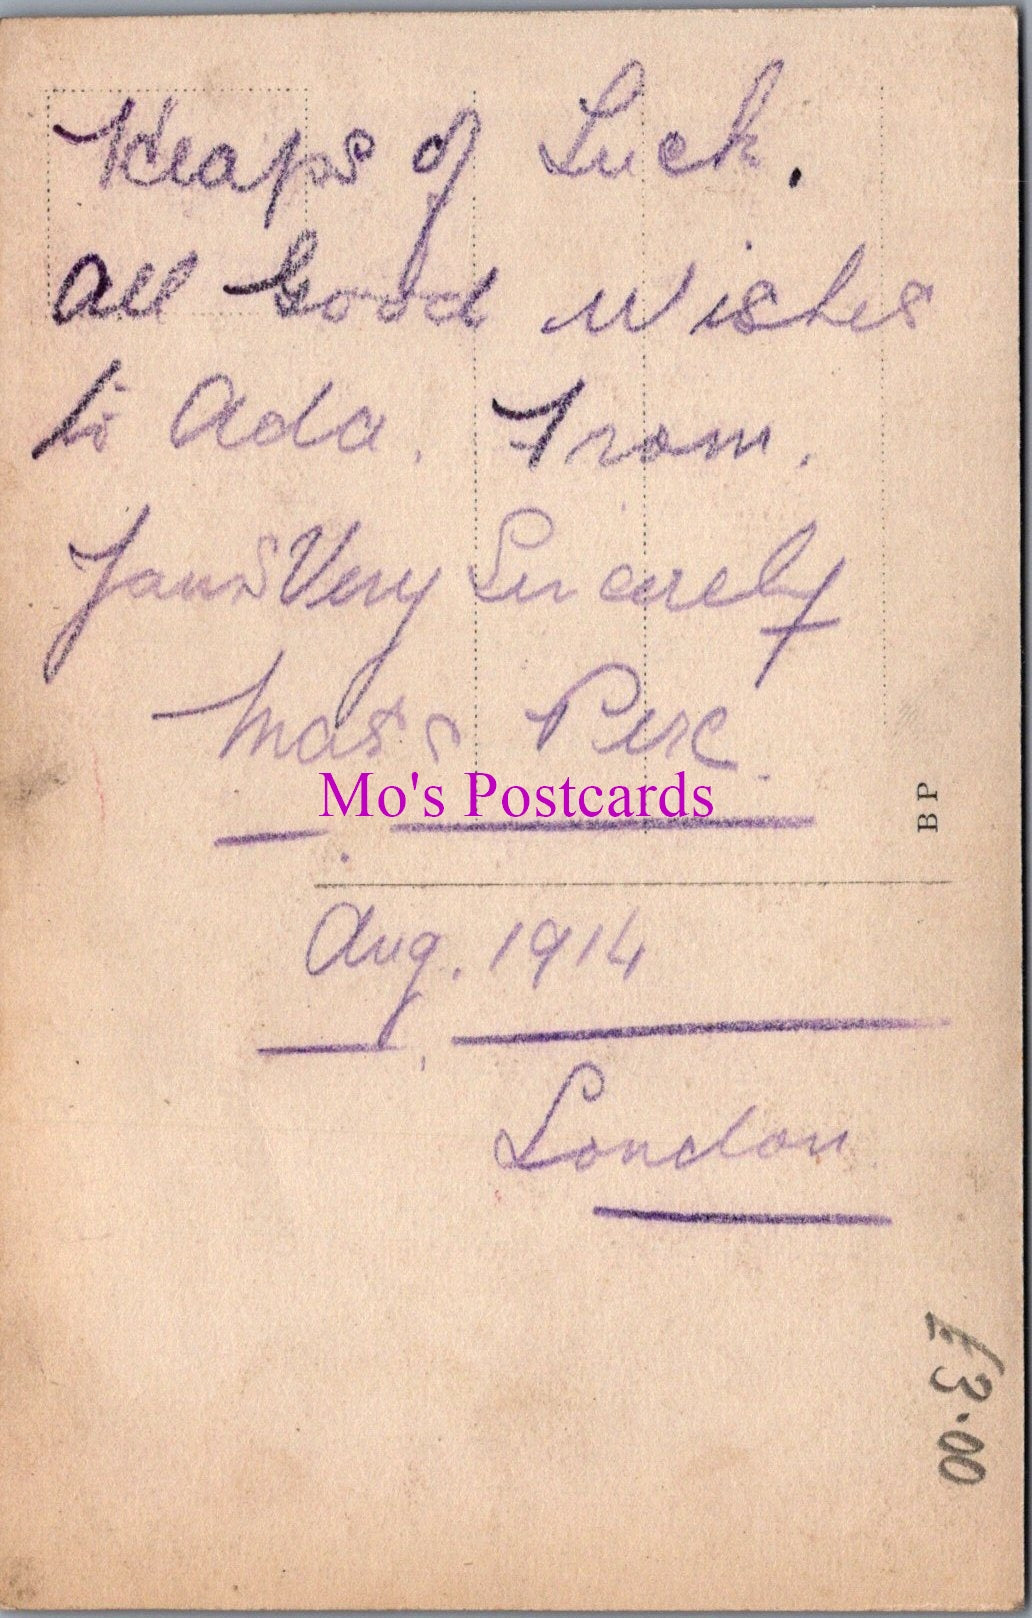 Heaps of Luck.
All Good Wishes
to Ada. From.
Very Sincerely
Mo's Postcards
BP
Aug. 1914
London
£3.00